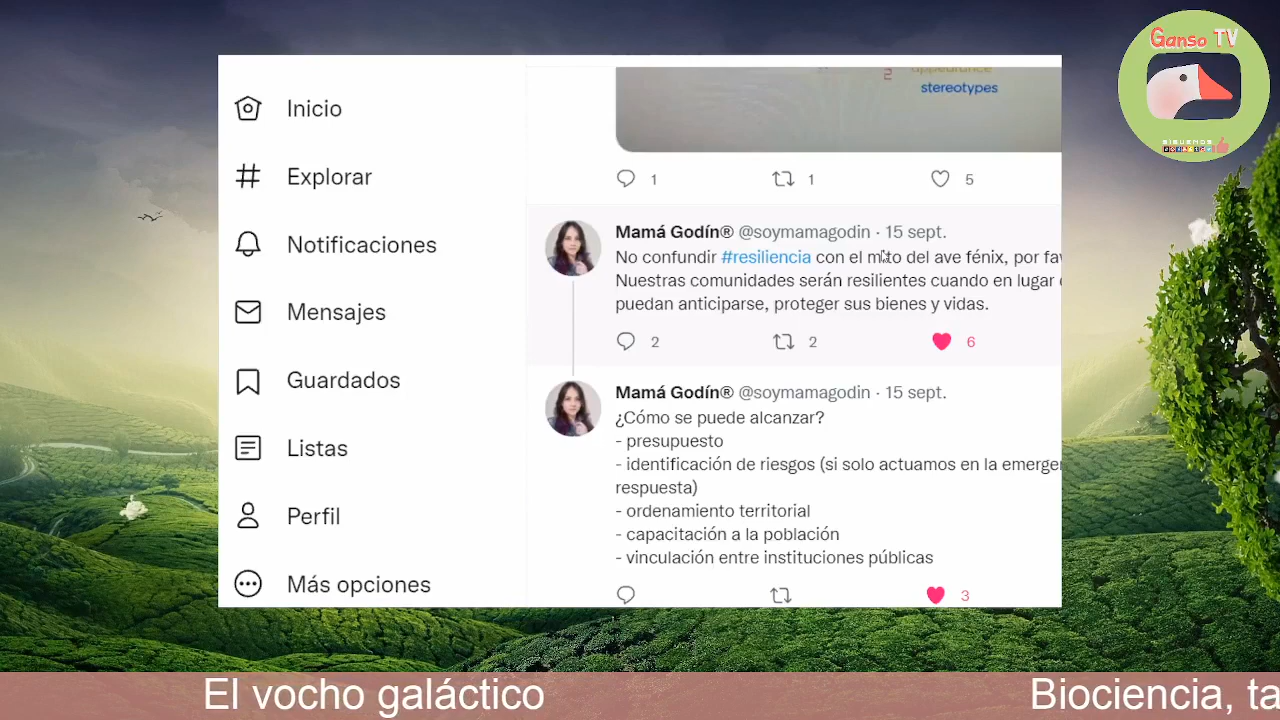 Ganso TV
SIGUENOS
appearance
2
stereotypes
Inicio
Explorar
Notificaciones
Mensajes
Guardados
Listas
Perfil
Más opciones
1 1 5
Mamá Godín® @soymamagodin · 15 sept.
No confundir #resiliencia con el mito del ave fénix, por fa
Nuestras comunidades serán resilientes cuando en lugar
puedan anticiparse, proteger sus bienes y vidas.
2 2 6
Mamá Godín® @soymamagodin · 15 sept.
¿Cómo se puede alcanzar?
- presupuesto
- identificación de riesgos (si solo actuamos en la emerge
respuesta)
- ordenamiento territorial
- capacitación a la población
- vinculación entre instituciones públicas
3
El vocho galáctico
Biociencia, ta